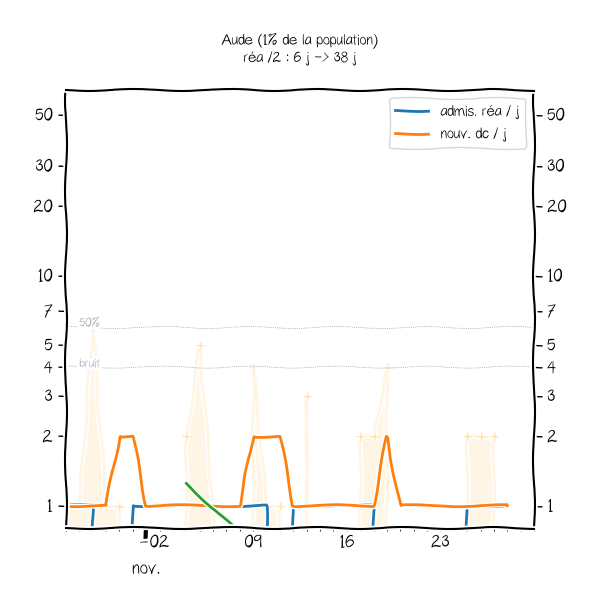 Aude (1% de la population)
réa /2 : 6 j -> 38 j
admis. réa / j
nouv. dc / j
50 50
30 30
20 20
10 10
7 7
50%
5 5
bruit
4 4
3 3
2 2
1 1
02 09 16 23
nov.